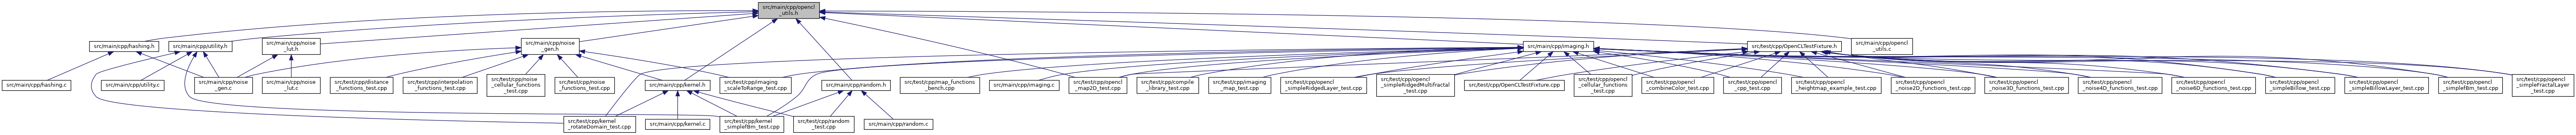 src/main/cpp/opencl
_utils.h
src/main/cpp/hashing.h
src/main/cpp/utility.h
src/main/cpp/noise
_lut.h
src/main/cpp/noise
_gen.h
src/main/cpp/imaging.h
src/test/cpp/OpenCLTestFixture.h
src/main/cpp/opencl
_utils.c
src/main/cpp/hashing.c
src/main/cpp/utility.c
src/main/cpp/noise
_gen.c
src/main/cpp/noise
_lut.c
src/test/cpp/distance
_functions_test.cpp
src/test/cpp/interpolation
_functions_test.cpp
src/test/cpp/noise
_cellular_functions
_test.cpp
src/test/cpp/noise
_functions_test.cpp
src/main/cpp/kernel.h
src/test/cpp/imaging
_scaleToRange_test.cpp
src/main/cpp/random.h
src/test/cpp/map_functions
_bench.cpp
src/main/cpp/imaging.c
src/test/cpp/opencl
_map2D_test.cpp
src/test/cpp/compile
_library_test.cpp
src/test/cpp/imaging
_map_test.cpp
src/test/cpp/opencl
_simpleRidgedLayer_test.cpp
src/test/cpp/opencl
_simpleRidgedMultifractal
_test.cpp
src/test/cpp/OpenCLTestFixture.cpp
src/test/cpp/opencl
_cellular_functions
_test.cpp
src/test/cpp/opencl
_combineColor_test.cpp
src/test/cpp/opencl
_cpp_test.cpp
src/test/cpp/opencl
_heightmap_example_test.cpp
src/test/cpp/opencl
_noise2D_functions_test.cpp
src/test/cpp/opencl
_noise3D_functions_test.cpp
src/test/cpp/opencl
_noise4D_functions_test.cpp
src/test/cpp/opencl
_noise6D_functions_test.cpp
src/test/cpp/opencl
_simpleBillow_test.cpp
src/test/cpp/opencl
_simpleBillowLayer_test.cpp
src/test/cpp/opencl
_simplefBm_test.cpp
src/test/cpp/opencl
_simpleFractalLayer
_test.cpp
src/test/cpp/kernel
_rotateDomain_test.cpp
src/main/cpp/kernel.c
src/test/cpp/kernel
_simplefBm_test.cpp
src/test/cpp/random
_test.cpp
src/main/cpp/random.c